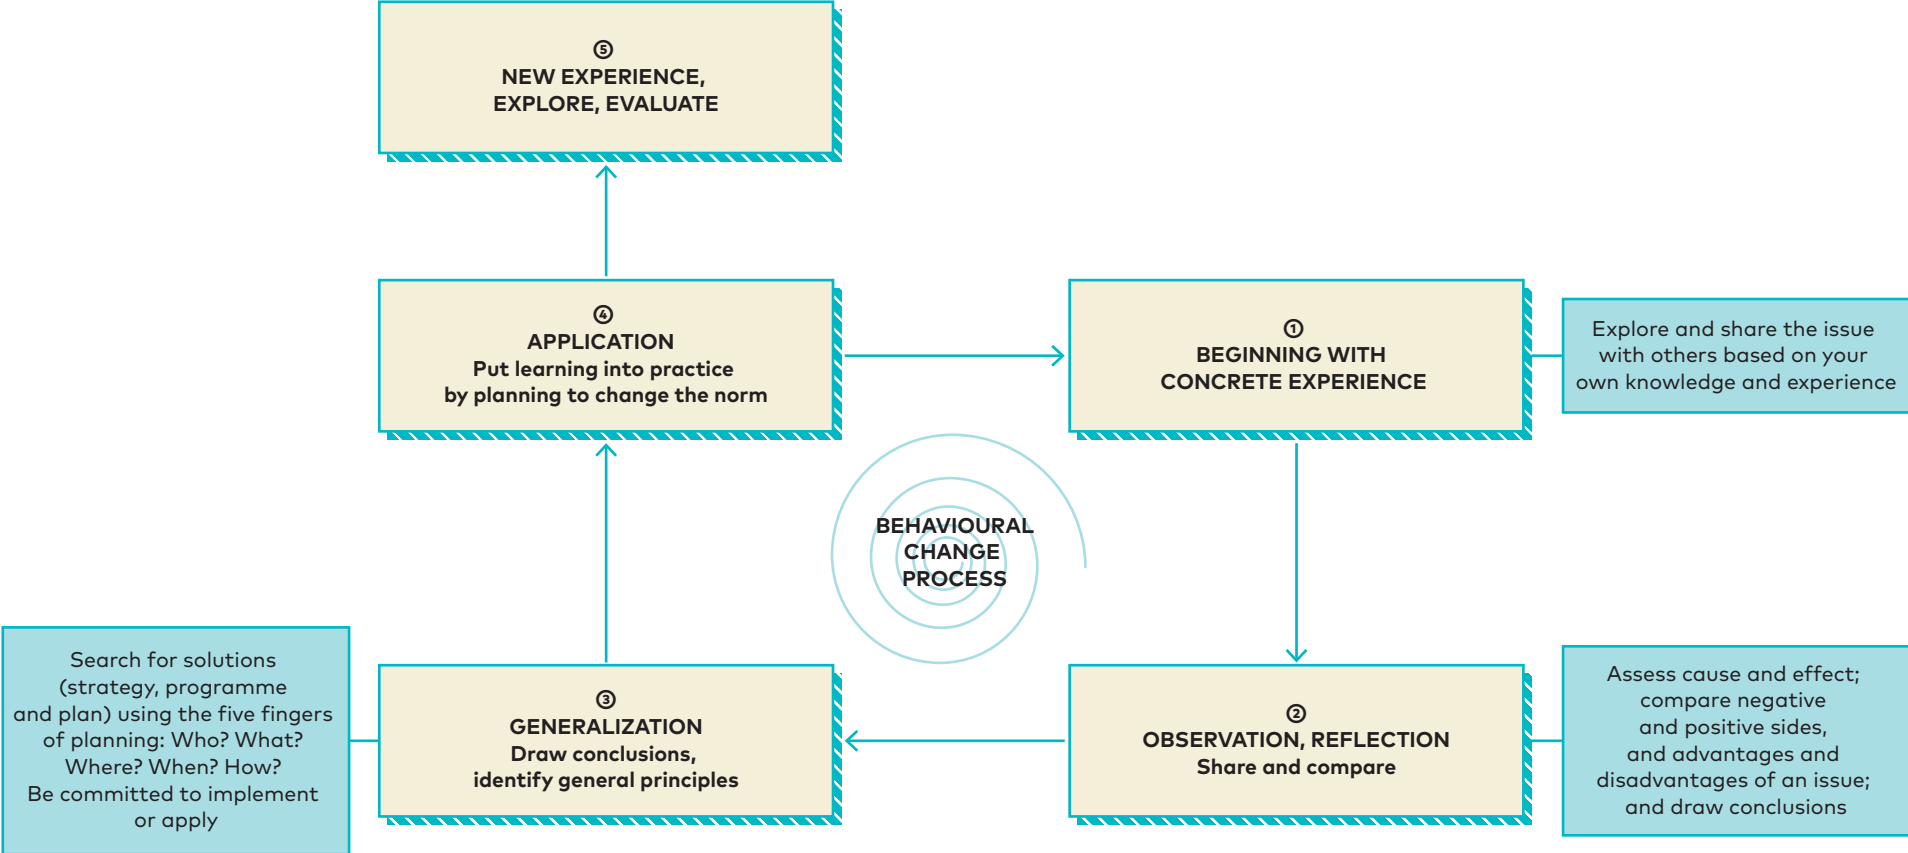 ⑤
NEW EXPERIENCE,
EXPLORE, EVALUATE
④
APPLICATION
Put learning into practice
by planning to change the norm
①
BEGINNING WITH
CONCRETE EXPERIENCE
Explore and share the issue
with others based on your
own knowledge and experience
BEHAVIOURAL
CHANGE
PROCESS
Search for solutions
(strategy, programme
and plan) using the five fingers
of planning: Who? What?
Where? When? How?
Be committed to implement
or apply
③
GENERALIZATION
Draw conclusions,
identify general principles
②
OBSERVATION, REFLECTION
Share and compare
Assess cause and effect;
compare negative
and positive sides,
and advantages and
disadvantages of an issue;
and draw conclusions